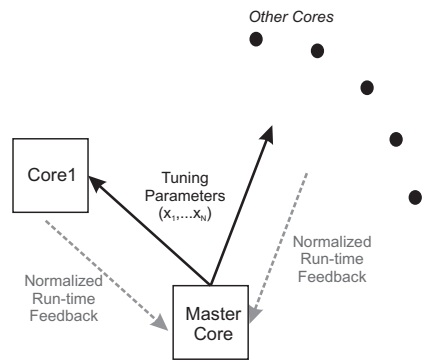 Other Cores
Core1
Tuning
Parameters
(x₁,...xₙ)
Normalized
Run-time
Feedback
Normalized
Run-time
Feedback
Master
Core